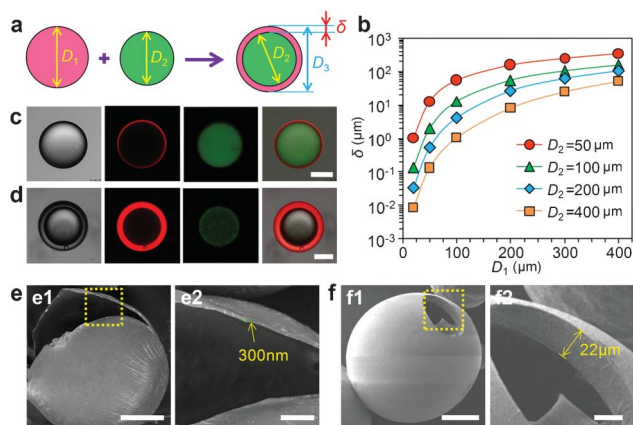 a
D1
+
D2
D2
δ
D3
b
10³
10²
10¹
10⁰
10⁻¹
10⁻²
10⁻³
δ (μm)
D2=50 μm
D2=100 μm
D2=200 μm
D2=400 μm
0 100 200 300 400
D1 (μm)
c
d
e e1 e2
300nm
f f1 f2
22μm